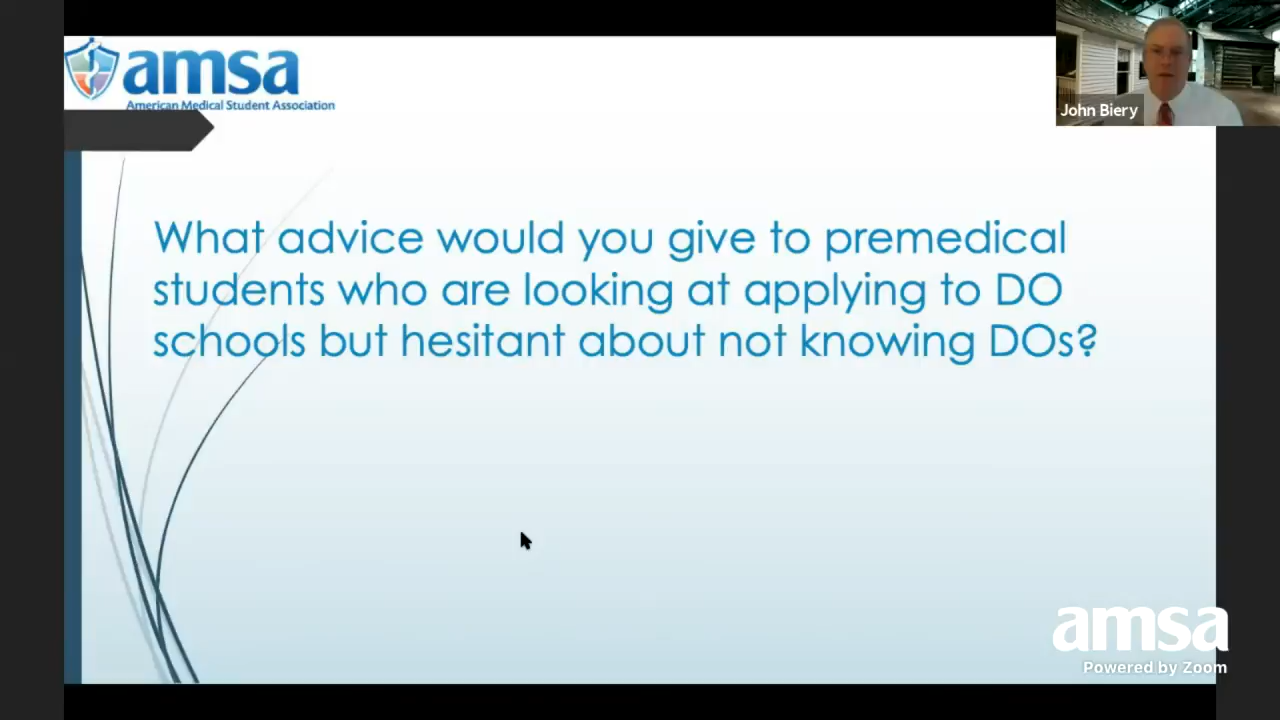 amsa
American Medical Student Association
John Biery
What advice would you give to premedical
students who are looking at applying to DO
schools but hesitant about not knowing DOs?
amsa
Powered by Zoom